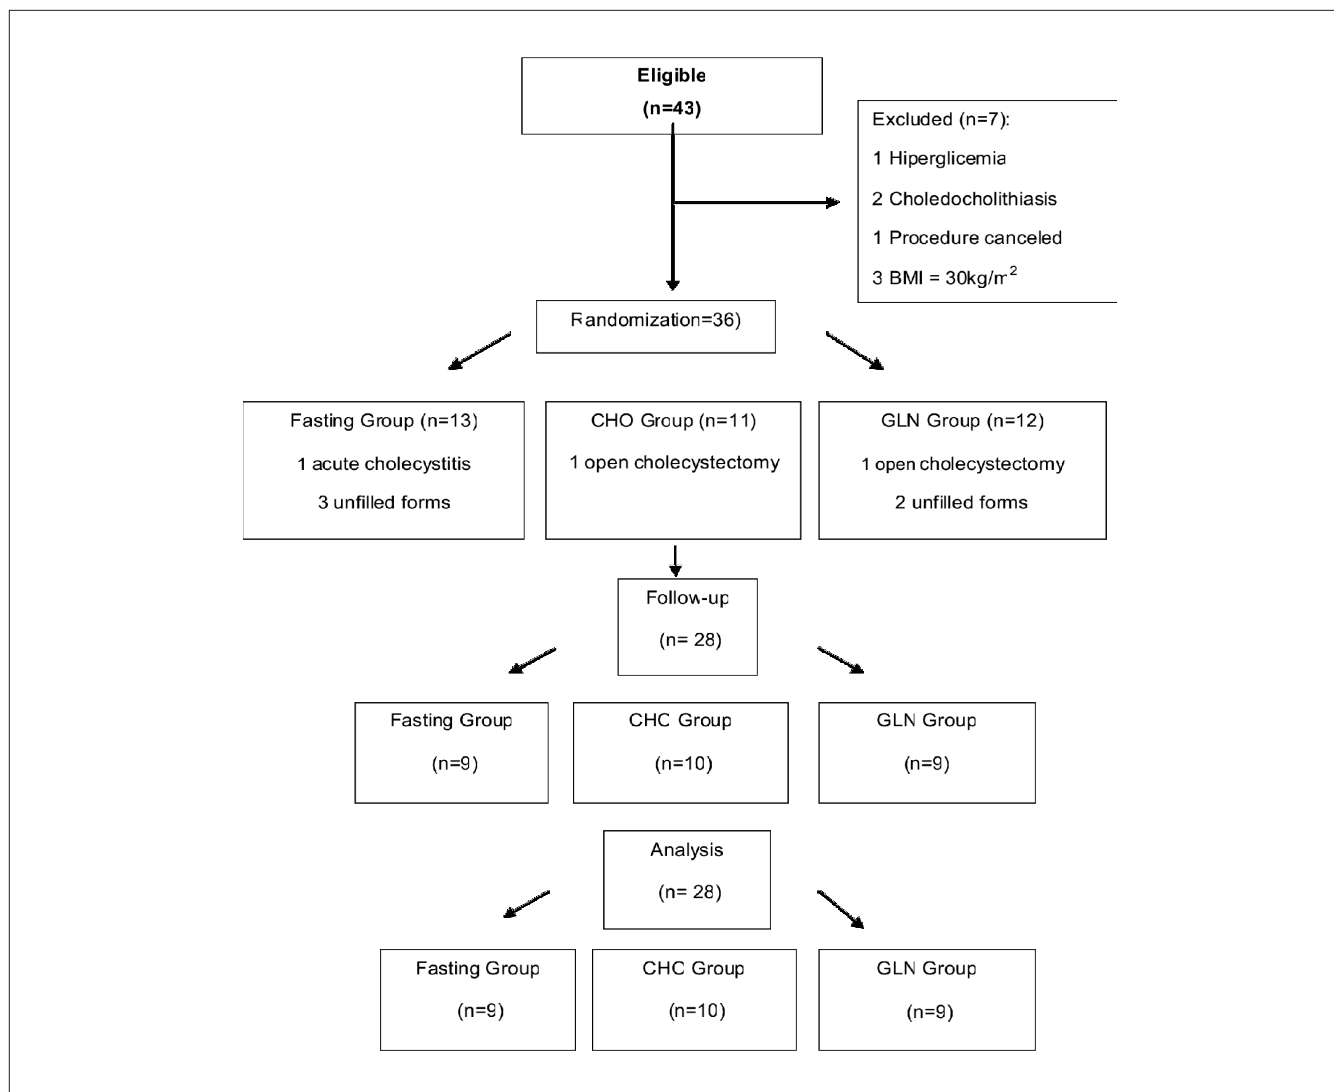 Eligible
(n=43)
Excluded (n=7):
1 Hiperglicemia
2 Choledocholithiasis
1 Procedure canceled
3 BMI = 30kg/m²
Randomization=36)
Fasting Group (n=13)
1 acute cholecystitis
3 unfilled forms
CHO Group (n=11)
1 open cholecystectomy
GLN Group (n=12)
1 open cholecystectomy
2 unfilled forms
Follow-up
(n= 28)
Fasting Group
(n=9)
CHO Group
(n=10)
GLN Group
(n=9)
Analysis
(n= 28)
Fasting Group
(n=9)
CHO Group
(n=10)
GLN Group
(n=9)